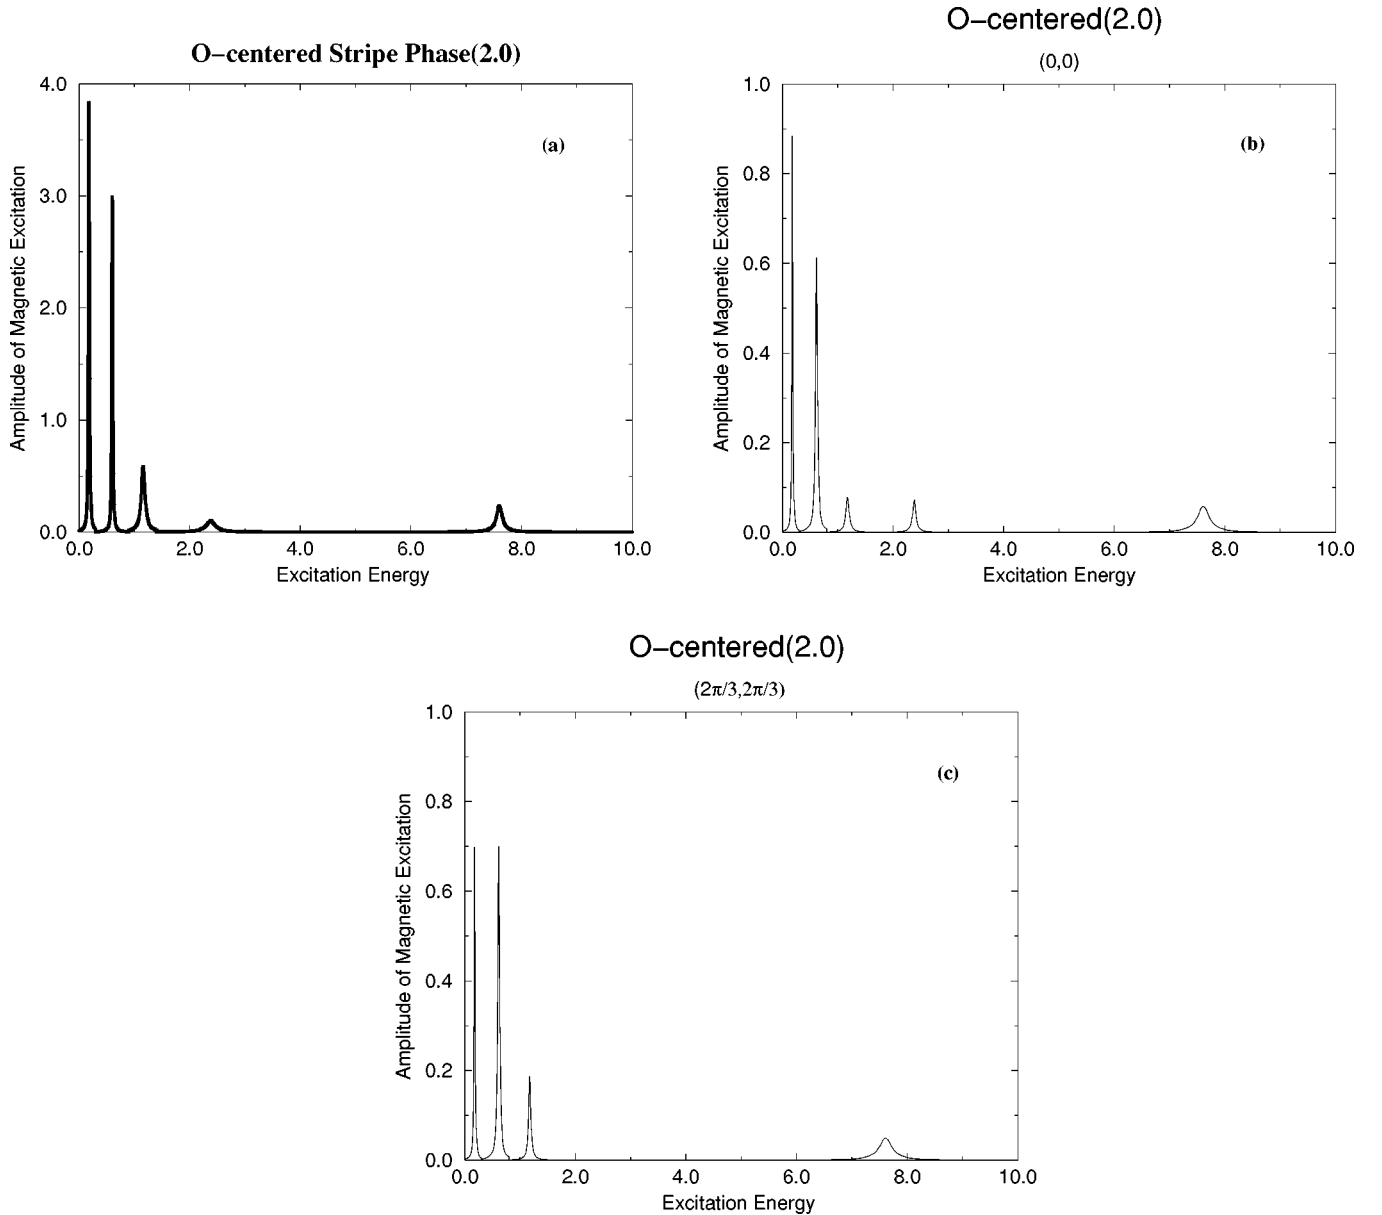 O−centered Stripe Phase(2.0)
4.0
3.0
2.0
1.0
0.0
Amplitude of Magnetic Excitation
(a)
0.0 2.0 4.0 6.0 8.0 10.0
Excitation Energy
O−centered(2.0)
(0,0)
1.0
0.8
0.6
0.4
0.2
0.0
Amplitude of Magnetic Excitation
(b)
0.0 2.0 4.0 6.0 8.0 10.0
Excitation Energy
O−centered(2.0)
(2π/3,2π/3)
1.0
0.8
0.6
0.4
0.2
0.0
Amplitude of Magnetic Excitation
(c)
0.0 2.0 4.0 6.0 8.0 10.0
Excitation Energy